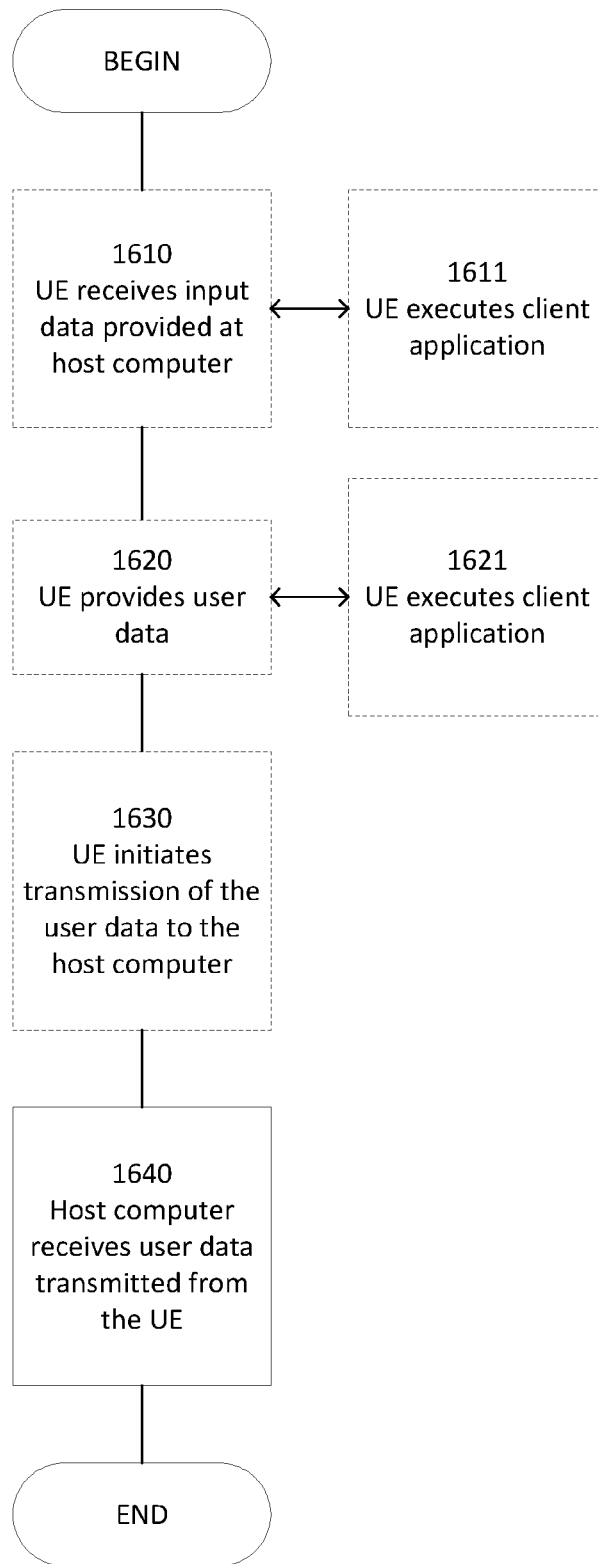 BEGIN
1610
UE receives input
data provided at
host computer
1611
UE executes client
application
1620
UE provides user
data
1621
UE executes client
application
1630
UE initiates
transmission of the
user data to the
host computer
1640
Host computer
receives user data
transmitted from
the UE
END